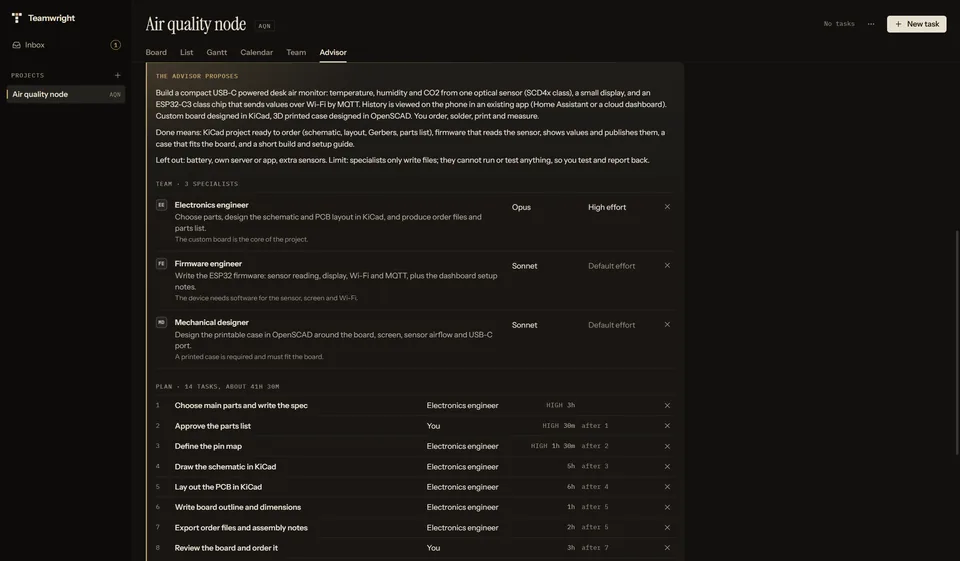 Teamwright
Inbox
1
PROJECTS
+
Air quality node AQN
Air quality node AQN
No tasks
+ New task
Board List Gantt Calendar Team Advisor
THE ADVISOR PROPOSES
Build a compact USB-C powered desk air monitor: temperature, humidity and CO2 from one optical sensor (SCD4x class), a small display, and an
ESP32-C3 class chip that sends values over Wi-Fi by MQTT. History is viewed on the phone in an existing app (Home Assistant or a cloud dashboard).
Custom board designed in KiCad, 3D printed case designed in OpenSCAD. You order, solder, print and measure.
Done means: KiCad project ready to order (schematic, layout, Gerbers, parts list), firmware that reads the sensor, shows values and publishes them, a
case that fits the board, and a short build and setup guide.
Left out: battery, own server or app, extra sensors. Limit: specialists only write files; they cannot run or test anything, so you test and report back.
TEAM · 3 SPECIALISTS
EE Electronics engineer Opus High effort
Choose parts, design the schematic and PCB layout in KiCad, and produce order files and
parts list.
The custom board is the core of the project.
FE Firmware engineer Sonnet Default effort
Write the ESP32 firmware: sensor reading, display, Wi-Fi and MQTT, plus the dashboard setup
notes.
The device needs software for the sensor, screen and Wi-Fi.
MD Mechanical designer Sonnet Default effort
Design the printable case in OpenSCAD around the board, screen, sensor airflow and USB-C
port.
A printed case is required and must fit the board.
PLAN · 14 TASKS, ABOUT 41H 30M
1 Choose main parts and write the spec Electronics engineer HIGH 3h
2 Approve the parts list You HIGH 30m after 1
3 Define the pin map Electronics engineer HIGH 1h 30m after 2
4 Draw the schematic in KiCad Electronics engineer 5h after 3
5 Lay out the PCB in KiCad Electronics engineer 6h after 4
6 Write board outline and dimensions Electronics engineer 1h after 5
7 Export order files and assembly notes Electronics engineer 2h after 5
8 Review the board and order it You 3h after 7